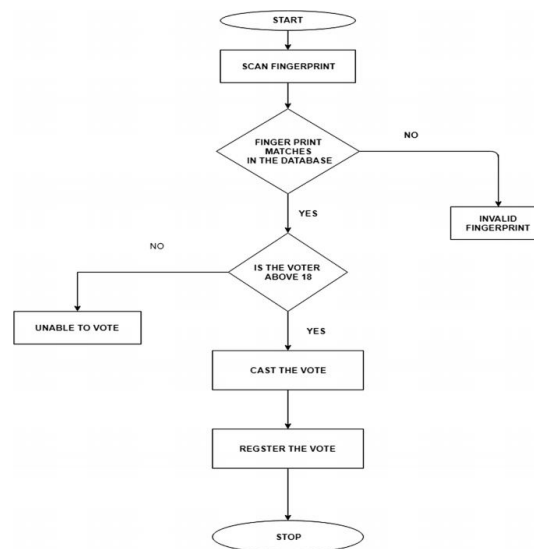 START
SCAN FINGERPRINT
FINGER PRINT
MATCHES
IN THE DATABASE
NO
INVALID
FINGERPRINT
YES
NO
IS THE VOTER
ABOVE 18
UNABLE TO VOTE
YES
CAST THE VOTE
REGSTER THE VOTE
STOP